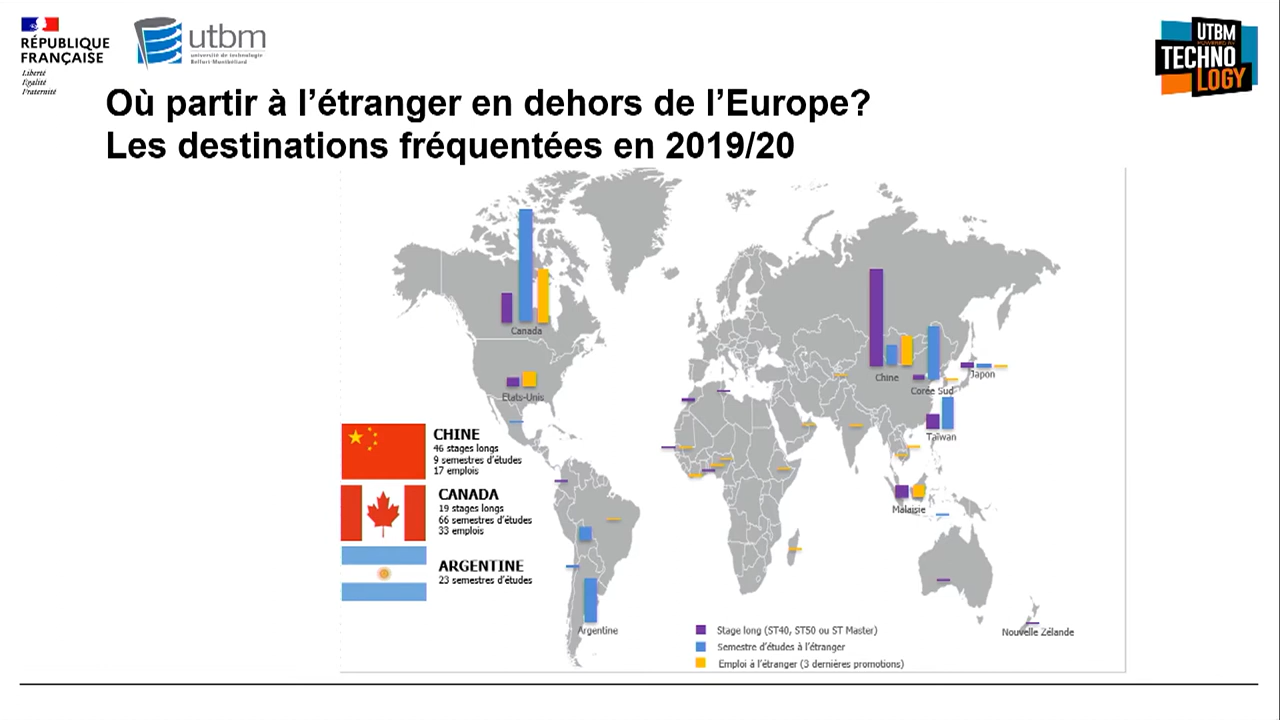 RÉPUBLIQUE
FRANÇAISE
Liberté
Égalité
Fraternité
utbm
université de technologie
Belfort-Montbéliard
UTBM
TECHNO
LOGY
Où partir à l’étranger en dehors de l’Europe?
Les destinations fréquentées en 2019/20
Canada
Etats-Unis
Chine
Corée Sud
Japon
Taïwan
Malaisie
Argentine
Nouvelle Zélande
CHINE
46 stages longs
9 semestres d'études
17 emplois
CANADA
19 stages longs
66 semestres d'études
33 emplois
ARGENTINE
23 semestres d'études
Stage long (ST40, ST50 ou ST Master)
Semestre d'études à l'étranger
Emploi à l'étranger (3 dernières promotions)